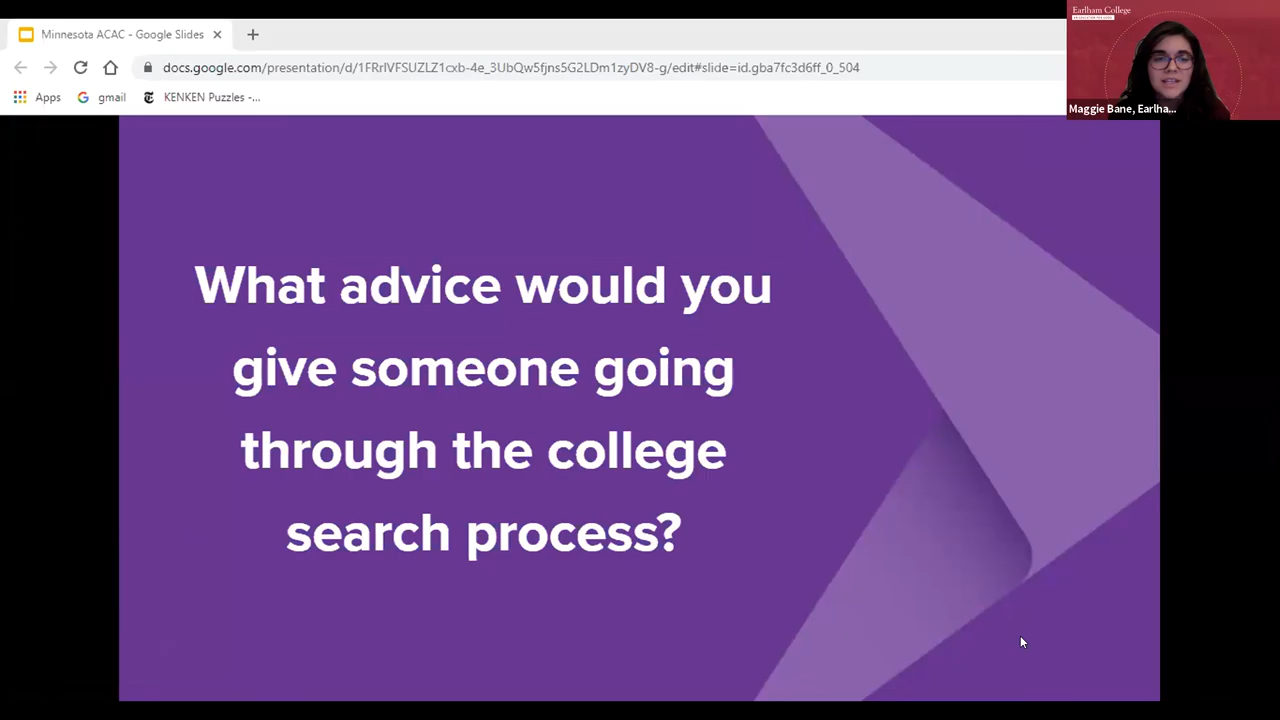 Minnesota ACAC - Google Slides
docs.google.com/presentation/d/1FRrIVFSUZLZ1cxb-4e_3UbQw5fjns5G2LDm1zyDV8-g/edit#slide=id.gba7fc3d6ff_0_504
Apps
gmail
KENKEN Puzzles -...
Earlham College
Maggie Bane, Earlha...
What advice would you
give someone going
through the college
search process?